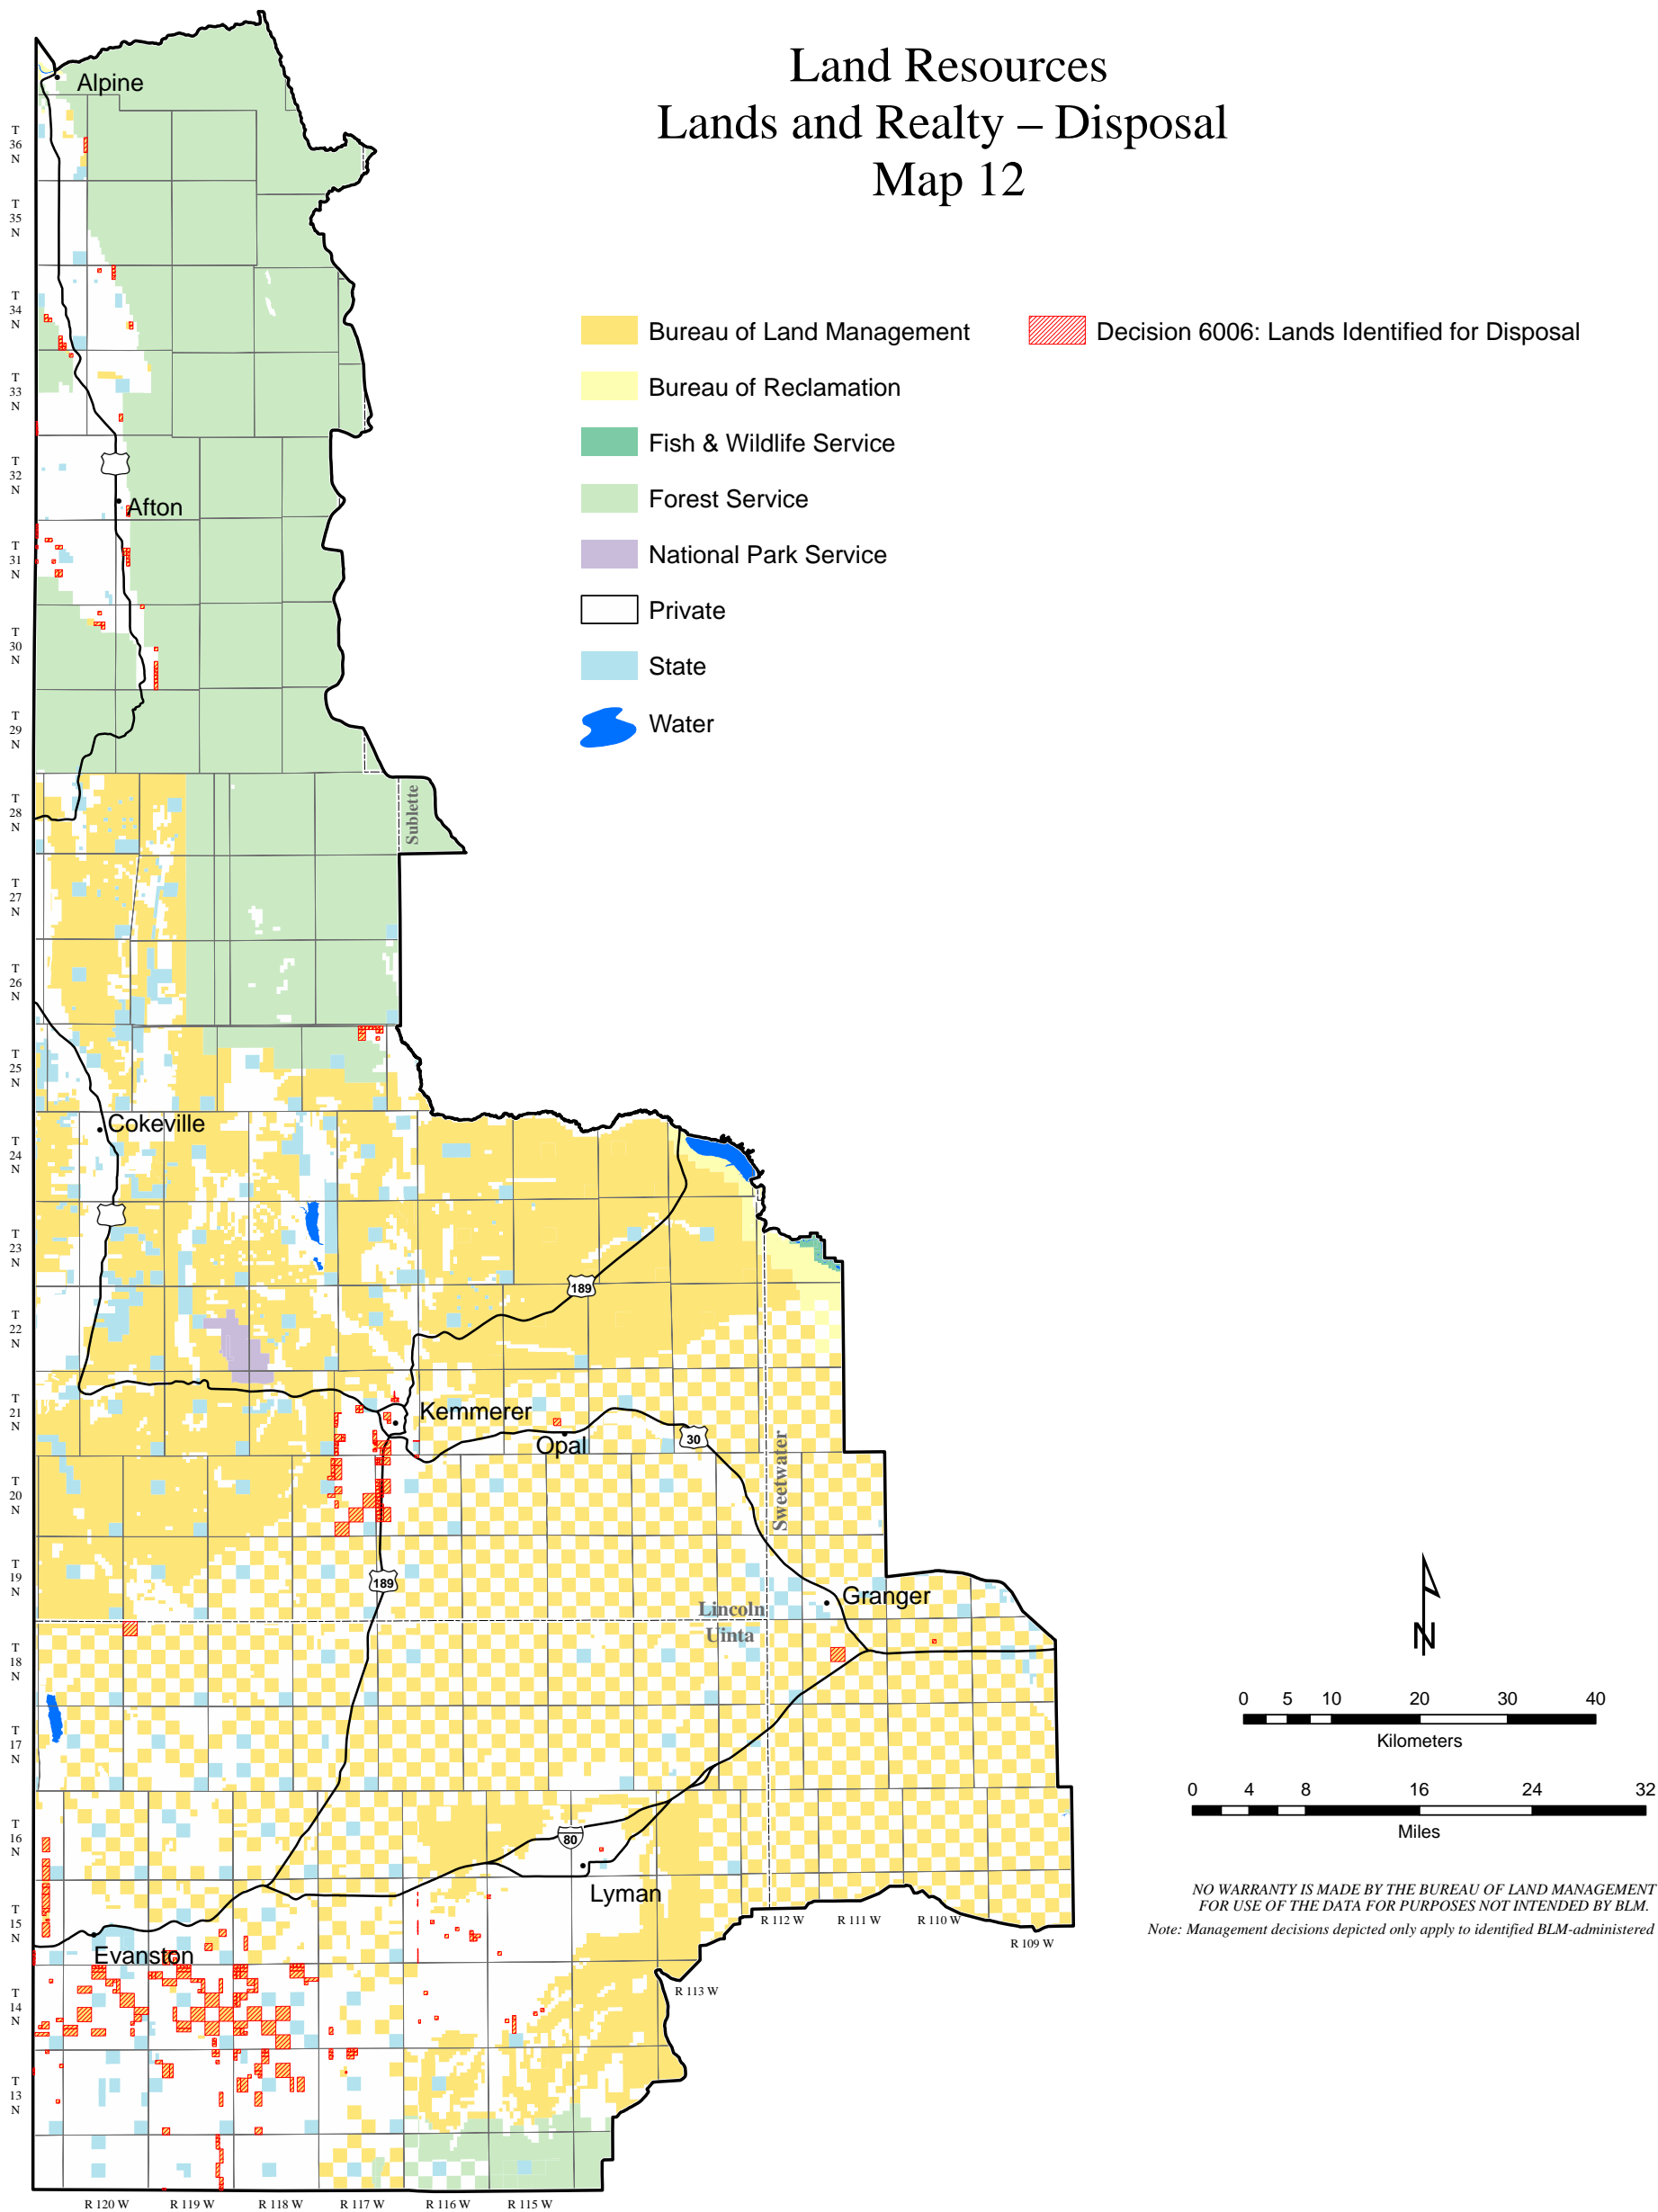 Land Resources
Lands and Realty – Disposal
Map 12
Bureau of Land Management
Decision 6006: Lands Identified for Disposal
Bureau of Reclamation
Fish & Wildlife Service
Forest Service
National Park Service
Private
State
Water
Alpine
T
36
N
T
35
N
T
34
N
T
33
N
T
32
N
Afton
T
31
N
T
30
N
T
29
N
T
28
N
Sublette
T
27
N
T
26
N
T
25
N
Cokeville
T
24
N
T
23
N
189
T
22
N
T
21
N
Kemmerer
Opal
30
T
20
N
Sweetwater
T
19
N
189
Granger
Lincoln
Uinta
T
18
N
T
17
N
T
16
N
80
Lyman
T
15
N
Evanston
R 112 W
R 111 W
R 110 W
R 109 W
T
14
N
R 113 W
T
13
N
R 120 W
R 119 W
R 118 W
R 117 W
R 116 W
R 115 W
N
0 5 10 20 30 40
Kilometers
0 4 8 16 24 32
Miles
NO WARRANTY IS MADE BY THE BUREAU OF LAND MANAGEMENT
FOR USE OF THE DATA FOR PURPOSES NOT INTENDED BY BLM.
Note: Management decisions depicted only apply to identified BLM-administered